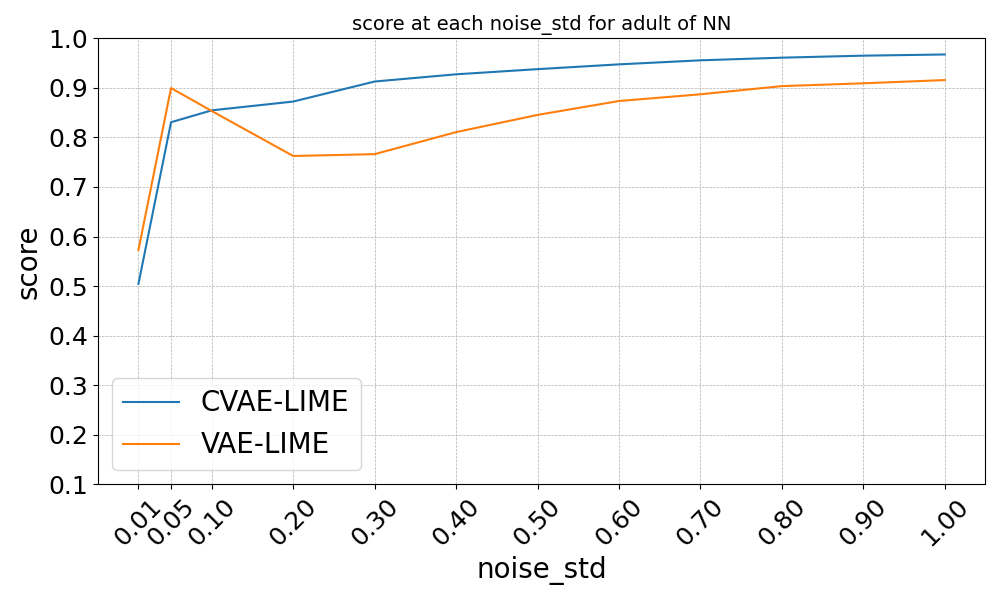 score at each noise_std for adult of NN
score
1.0
0.9
0.8
0.7
0.6
0.5
0.4
0.3
0.2
0.1
CVAE-LIME
VAE-LIME
0.01 0.05 0.10 0.20 0.30 0.40 0.50 0.60 0.70 0.80 0.90 1.00
noise_std